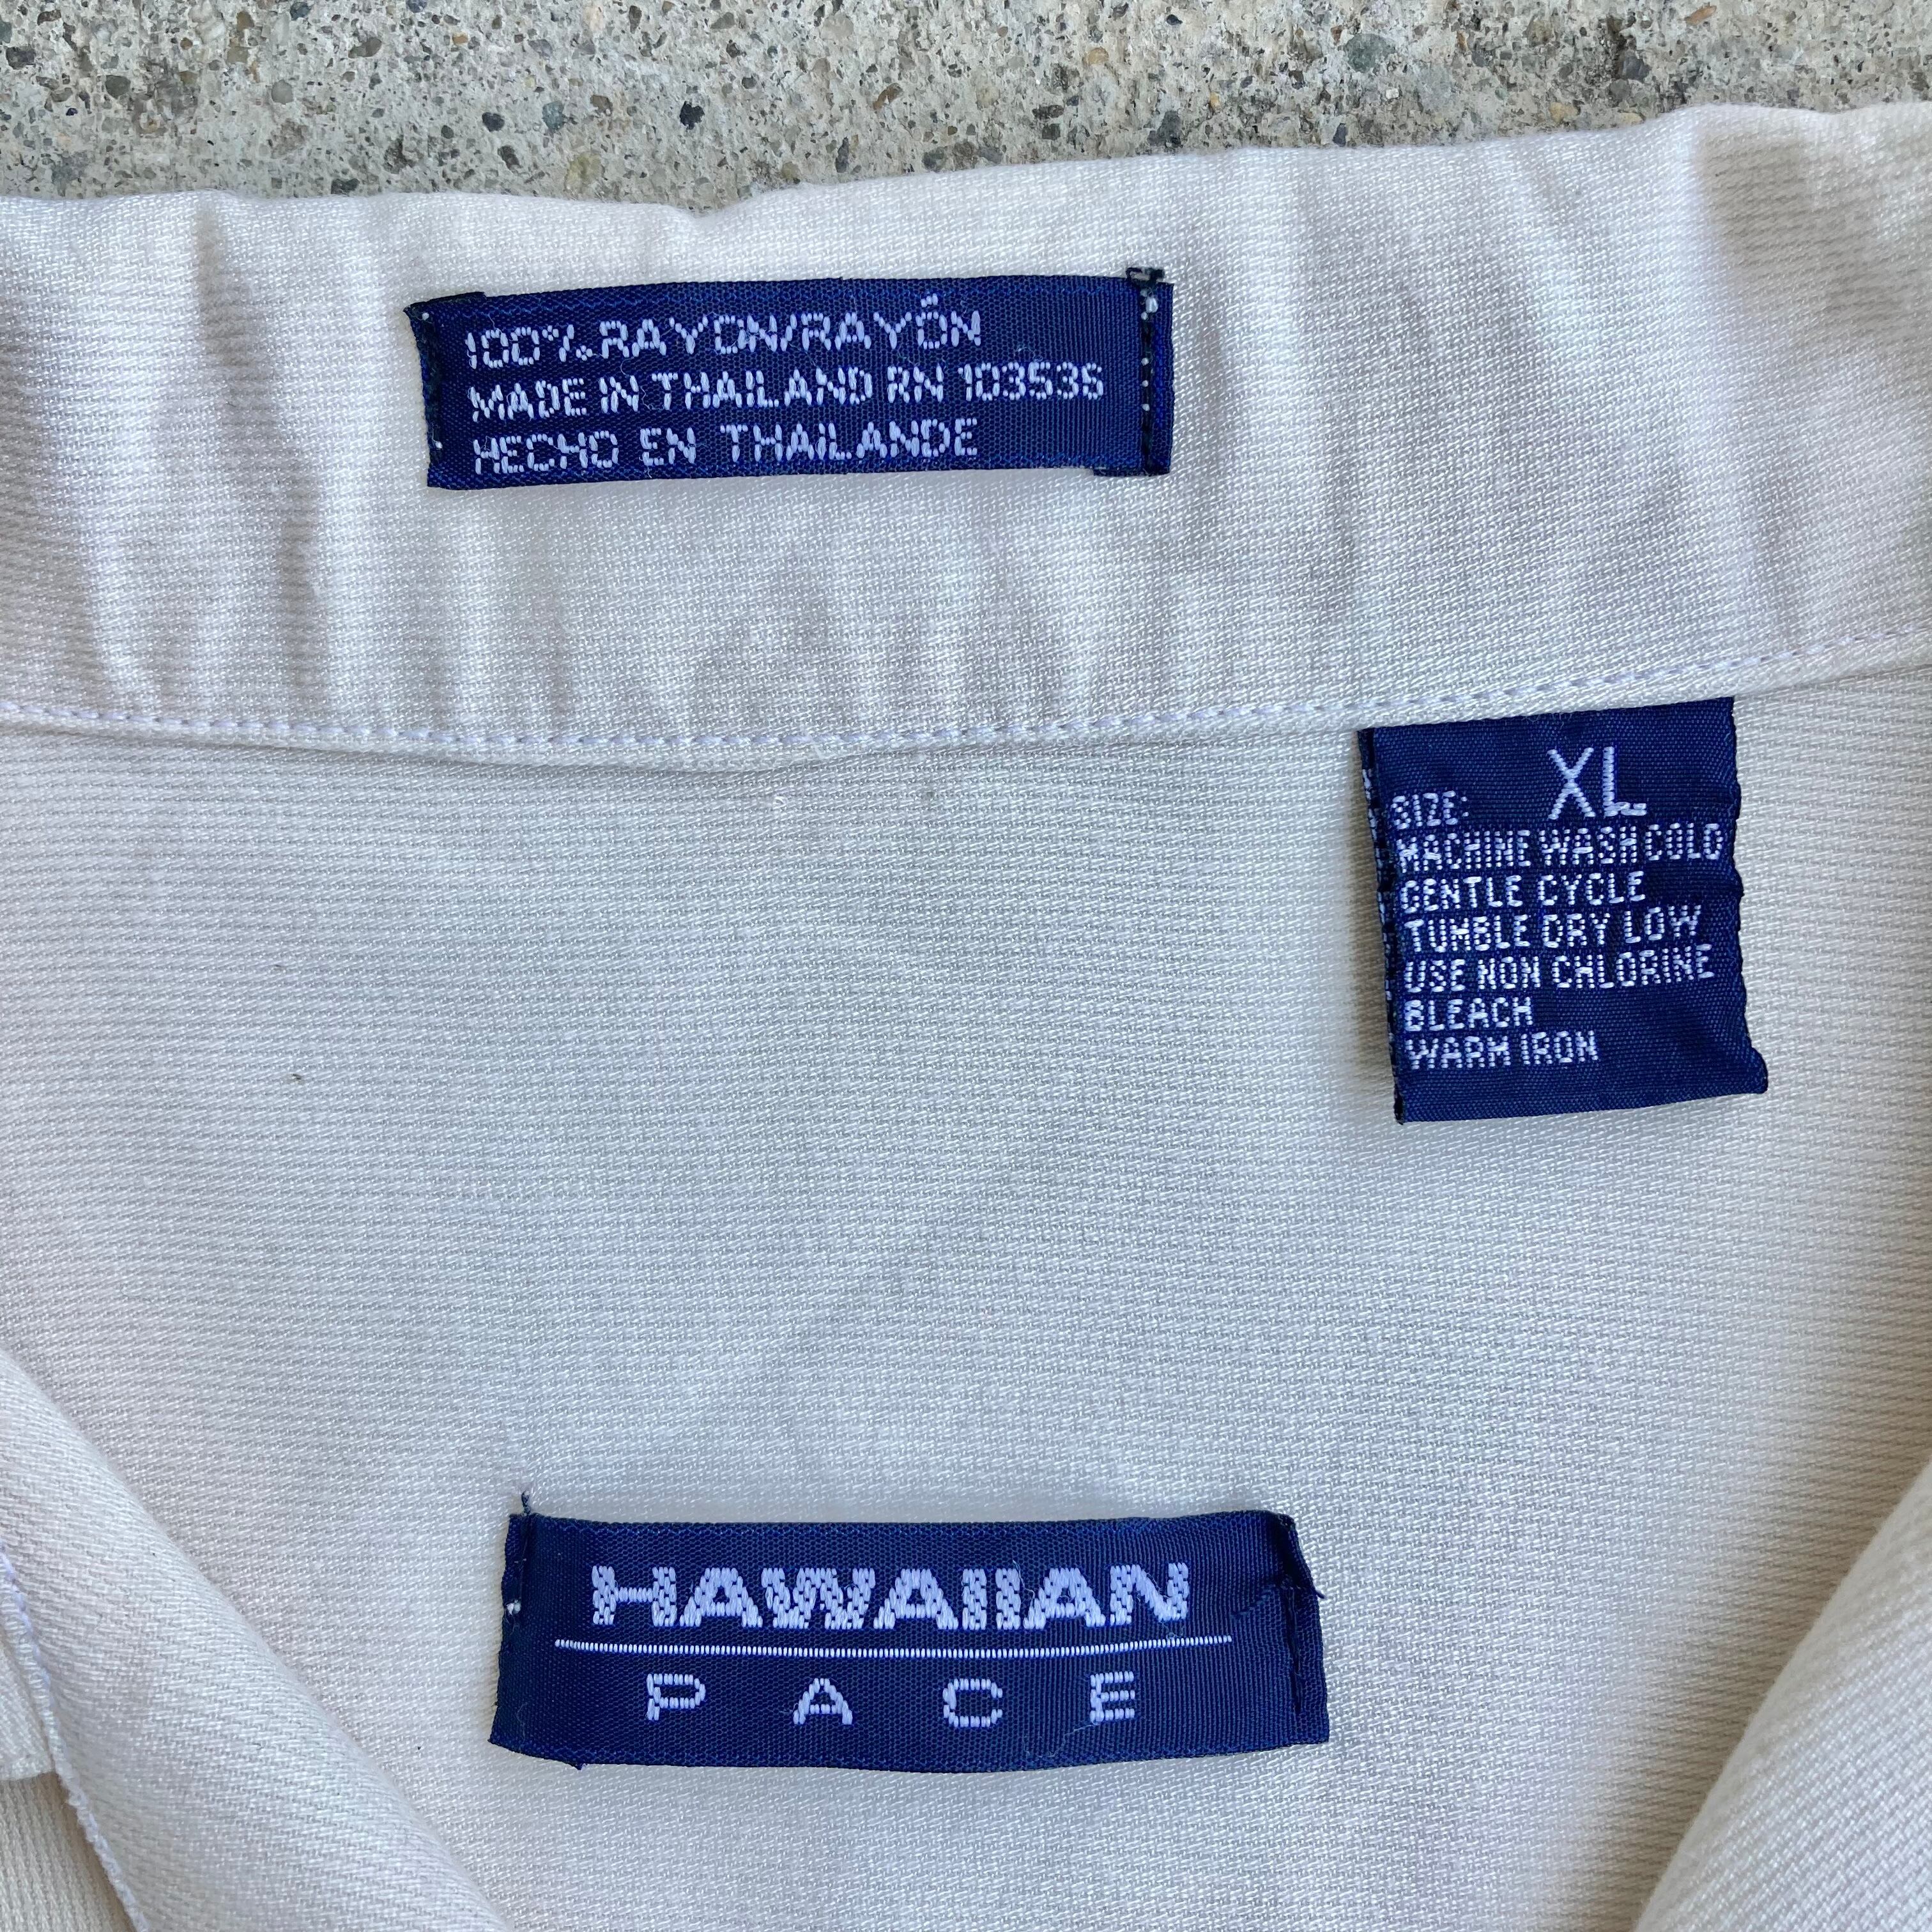 100% RAYON/RAYÓN
MADE IN THAILAND RN 103536
HECHO EN THAILANDE
SIZE: XL
MACHINE WASH COLD
GENTLE CYCLE
TUMBLE DRY LOW
USE NON CHLORINE
BLEACH
WARM IRON
HAWAIIAN
PACE